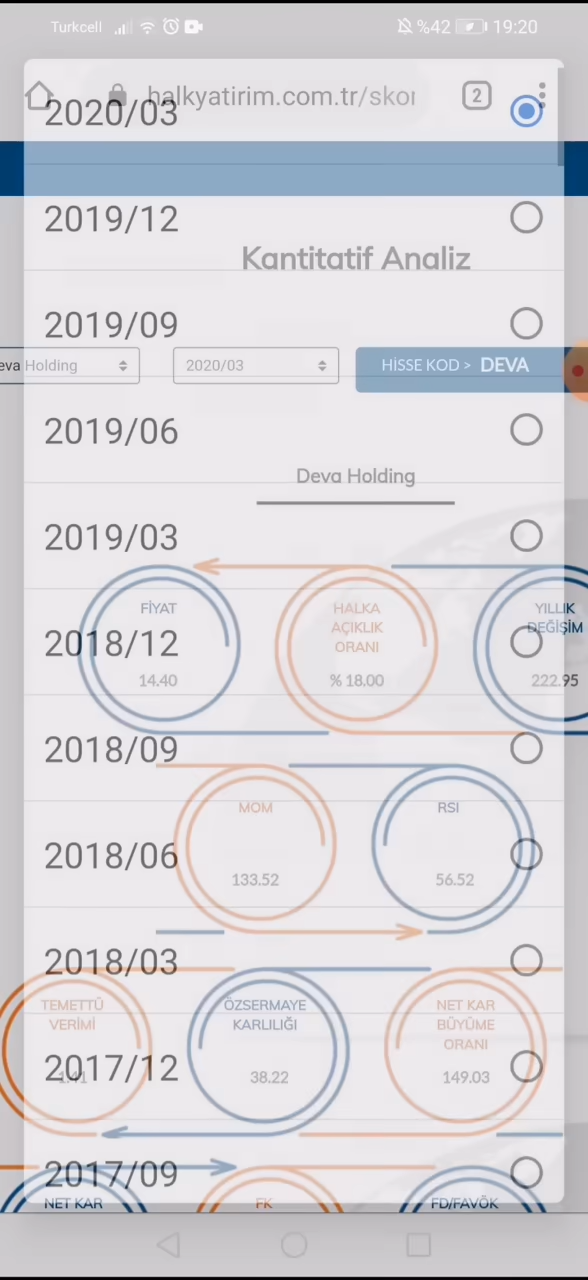 Turkcell %42 19:20
halkyatirim.com.tr/skor 2
2020/03
2019/12
Kantitatif Analiz
2019/09
eva Holding 2020/03 HİSSE KOD > DEVA
2019/06
Deva Holding
2019/03
FİYAT
14.40
HALKA
AÇIKLIK
ORANI
% 18.00
YILLIK
DEĞİŞİM
222.95
2018/12
2018/09
MOM
133.52
RSI
56.52
2018/06
2018/03
TEMETTÜ
VERİMİ
1.41
ÖZSERMAYE
KARLILIĞI
38.22
NET KAR
BÜYÜME
ORANI
149.03
2017/12
2017/09
NET KAR FK FD/FAVÖK